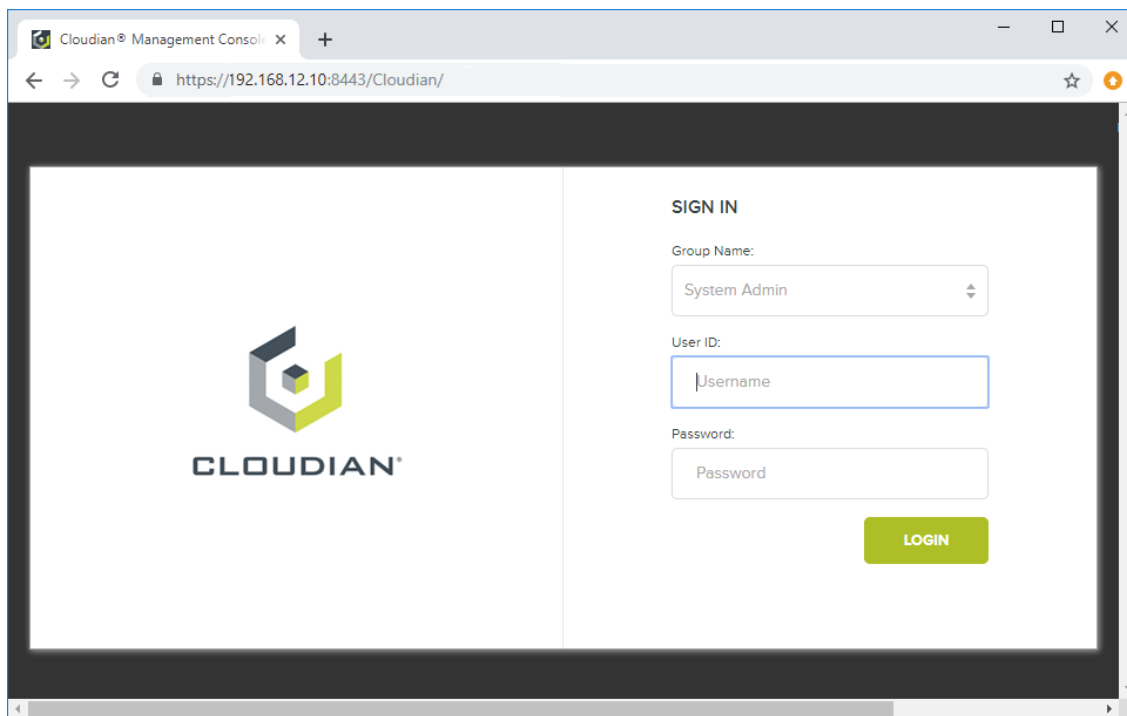 Cloudian® Management Console
https://192.168.12.10:8443/Cloudian/
SIGN IN
Group Name:
System Admin
User ID:
Username
Password:
Password
LOGIN
CLOUDIAN®